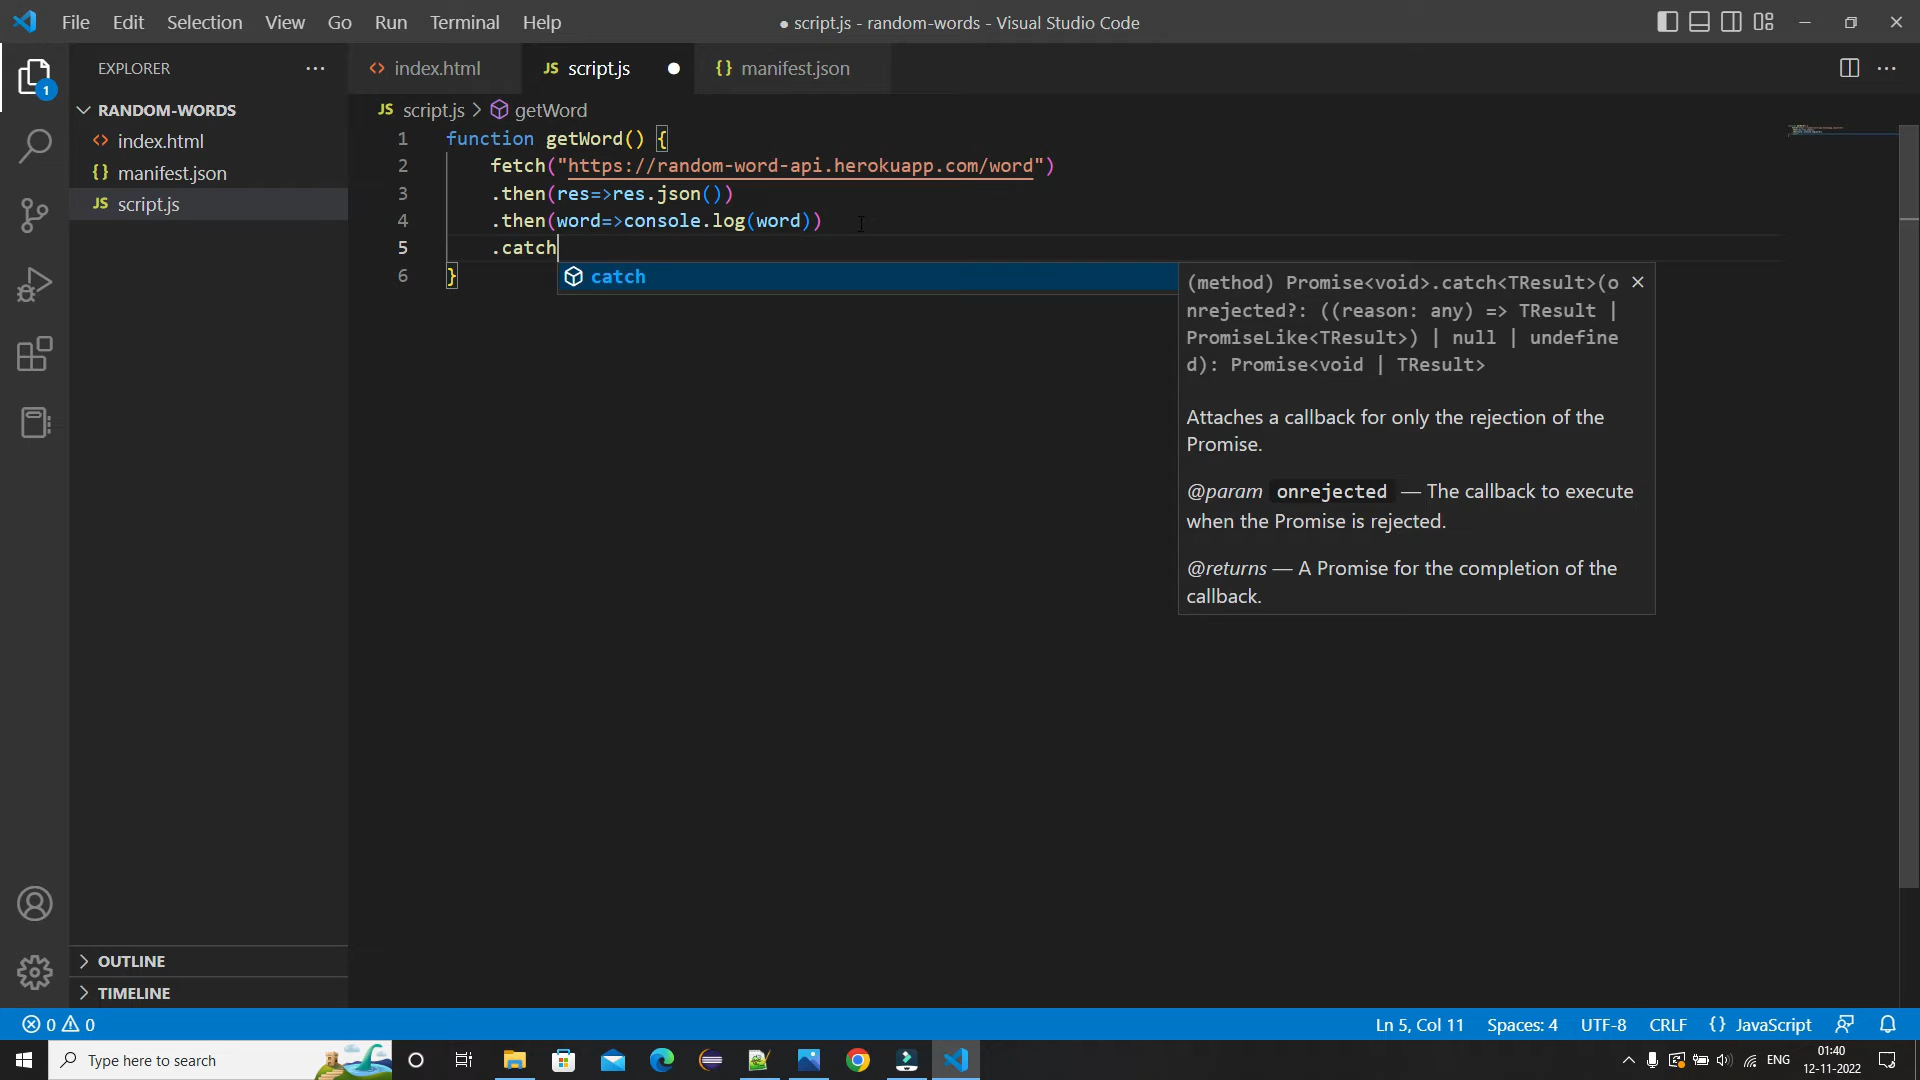 File Edit Selection View Go Run Terminal Help
● script.js - random-words - Visual Studio Code
EXPLORER
index.html
JS script.js
{} manifest.json
1
RANDOM-WORDS
index.html
{} manifest.json
JS script.js
JS script.js > getWord
1 function getWord() {
2 fetch("https://random-word-api.herokuapp.com/word")
3 .then(res=>res.json())
4 .then(word=>console.log(word))
5 .catch
6 }
catch
(method) Promise<void>.catch<TResult>(o
nrejected?: ((reason: any) => TResult |
PromiseLike<TResult>) | null | undefine
d): Promise<void | TResult>
Attaches a callback for only the rejection of the
Promise.
@param onrejected — The callback to execute
when the Promise is rejected.
@returns — A Promise for the completion of the
callback.
OUTLINE
TIMELINE
0 0
Ln 5, Col 11 Spaces: 4 UTF-8 CRLF {} JavaScript
Type here to search
ENG
01:40
12-11-2022